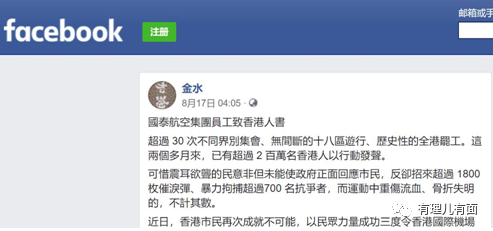 邮箱或手
facebook
注册
金水
8月17日 04:05 ·
國泰航空集團員工致香港人書
超過 30 次不同界別集會、無間斷的十八區遊行、歷史性的全港罷工。這
兩個多月來，已有超過 2 百萬名香港人以行動發聲。
可惜震耳欲聾的民意非但未能使政府正面回應市民，反卻招來超過 1800
枚催淚彈、暴力拘捕超過700 名抗爭者，而運動中重傷流血、骨折失明
的，不計其數。
近日，香港市民再次成就不可能，以民眾力量成功三度令香港國際機場
有理儿有面